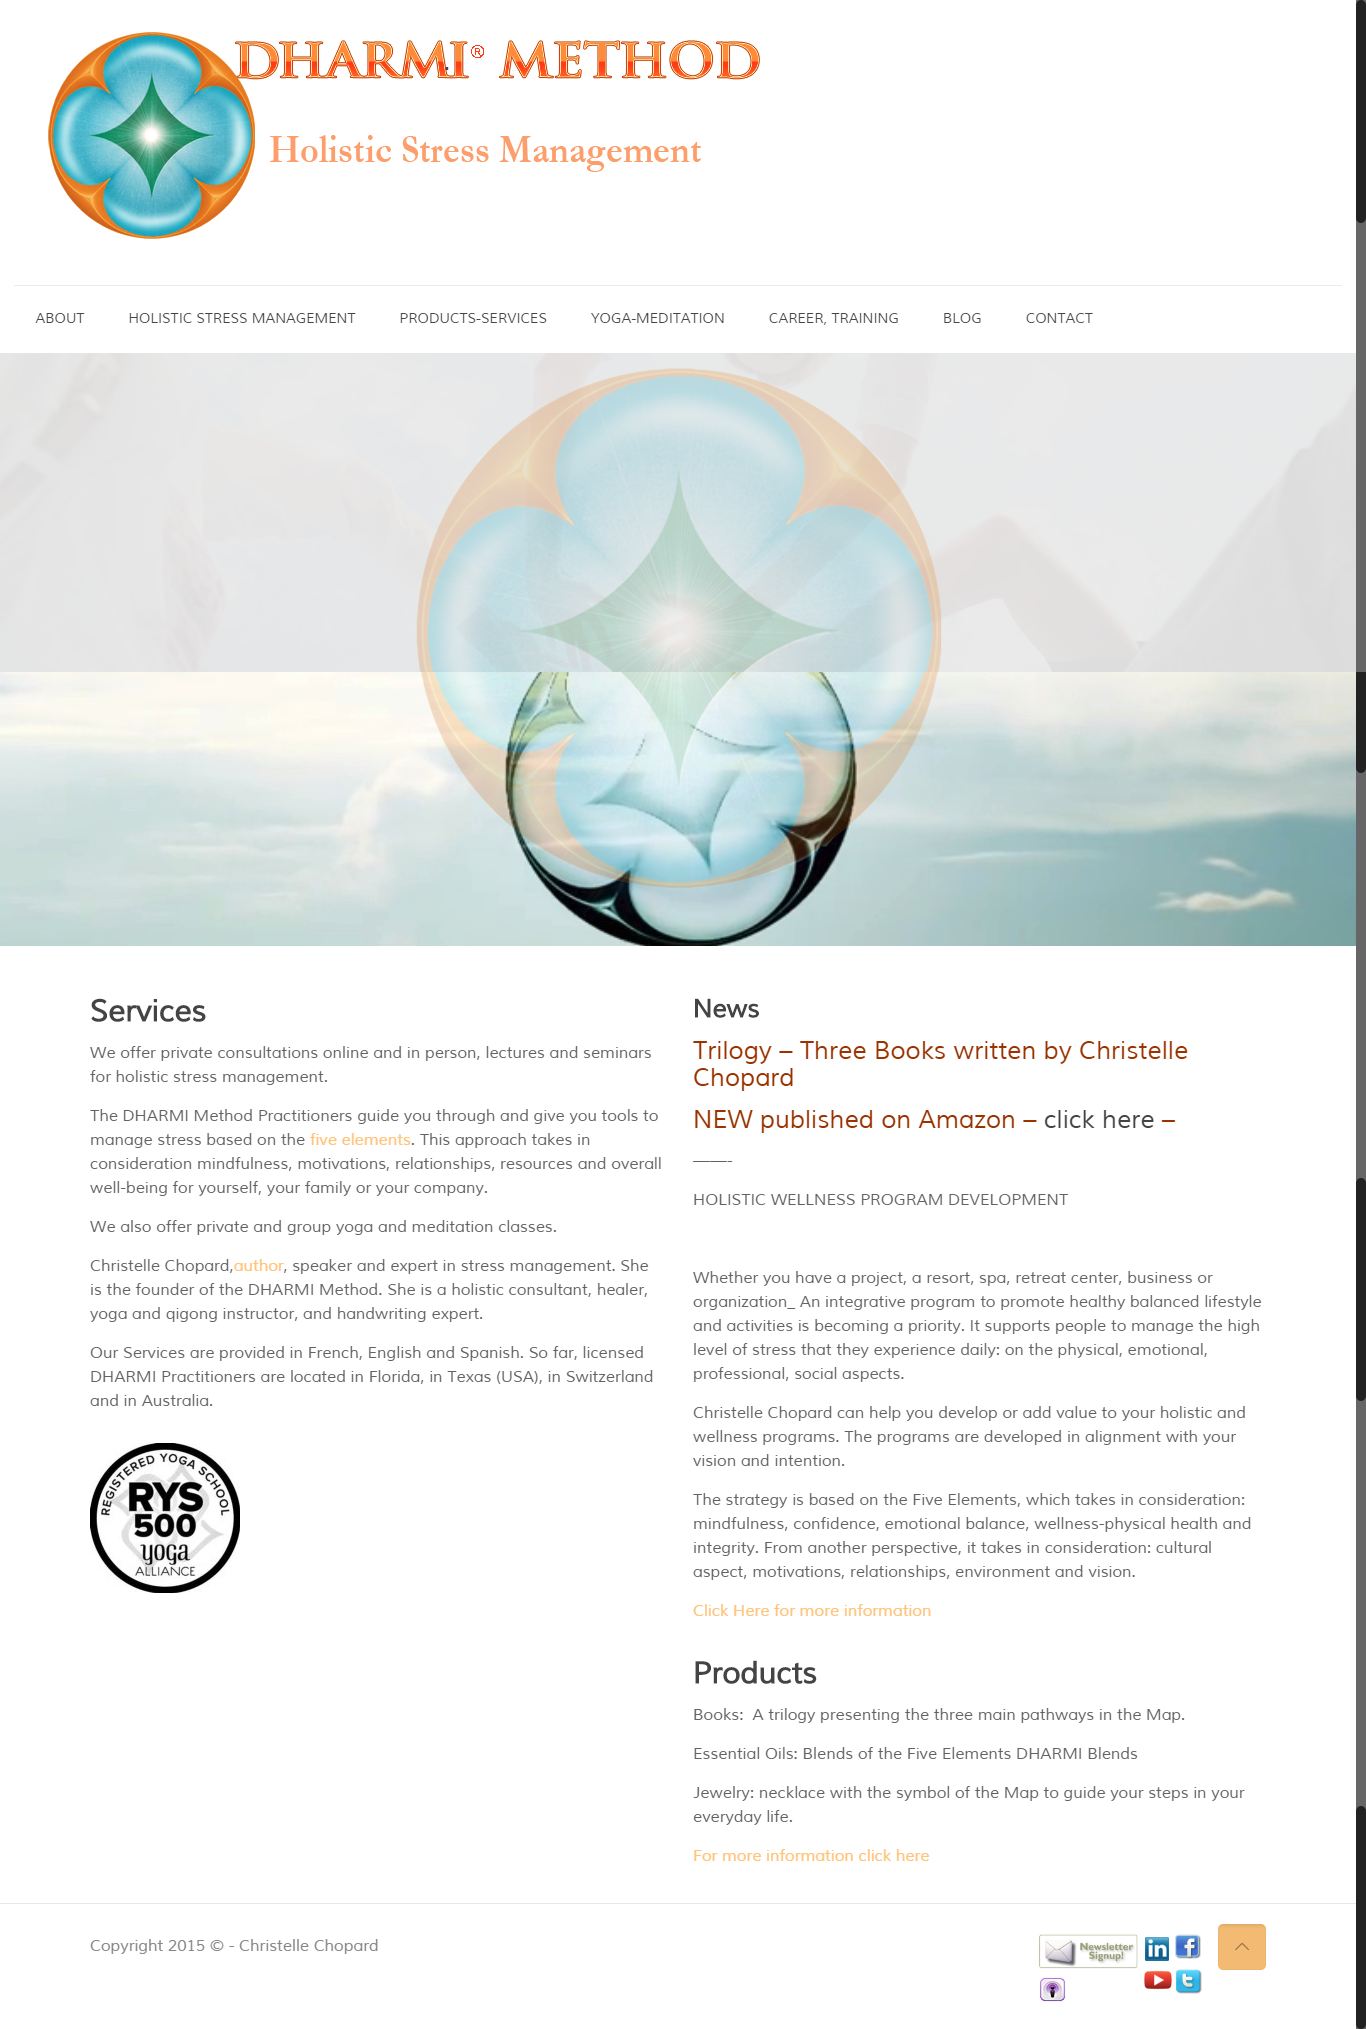 DHARMI® METHOD
Holistic Stress Management
ABOUT HOLISTIC STRESS MANAGEMENT PRODUCTS-SERVICES YOGA-MEDITATION CAREER, TRAINING BLOG CONTACT
Services
We offer private consultations online and in person, lectures and seminars
for holistic stress management.
The DHARMI Method Practitioners guide you through and give you tools to
manage stress based on the five elements. This approach takes in
consideration mindfulness, motivations, relationships, resources and overall
well-being for yourself, your family or your company.
We also offer private and group yoga and meditation classes.
Christelle Chopard,author, speaker and expert in stress management. She
is the founder of the DHARMI Method. She is a holistic consultant, healer,
yoga and qigong instructor, and handwriting expert.
Our Services are provided in French, English and Spanish. So far, licensed
DHARMI Practitioners are located in Florida, in Texas (USA), in Switzerland
and in Australia.
REGISTERED YOGA SCHOOL
RYS
500
yoga
ALLIANCE
News
Trilogy – Three Books written by Christelle
Chopard
NEW published on Amazon – click here –
——-
HOLISTIC WELLNESS PROGRAM DEVELOPMENT
Whether you have a project, a resort, spa, retreat center, business or
organization_ An integrative program to promote healthy balanced lifestyle
and activities is becoming a priority. It supports people to manage the high
level of stress that they experience daily: on the physical, emotional,
professional, social aspects.
Christelle Chopard can help you develop or add value to your holistic and
wellness programs. The programs are developed in alignment with your
vision and intention.
The strategy is based on the Five Elements, which takes in consideration:
mindfulness, confidence, emotional balance, wellness-physical health and
integrity. From another perspective, it takes in consideration: cultural
aspect, motivations, relationships, environment and vision.
Click Here for more information
Products
Books:  A trilogy presenting the three main pathways in the Map.
Essential Oils: Blends of the Five Elements DHARMI Blends
Jewelry: necklace with the symbol of the Map to guide your steps in your
everyday life.
For more information click here
Copyright 2015 © - Christelle Chopard
Newsletter
Signup!